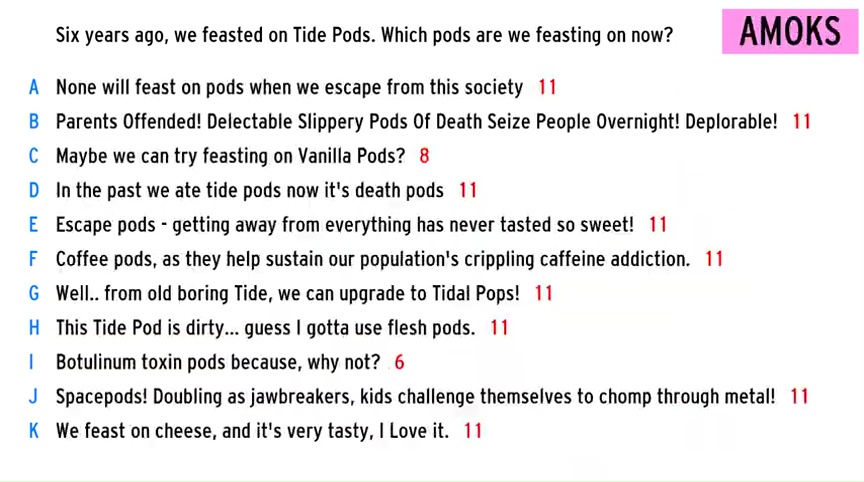 Six years ago, we feasted on Tide Pods. Which pods are we feasting on now?
AMOKS
A None will feast on pods when we escape from this society 11
B Parents Offended! Delectable Slippery Pods Of Death Seize People Overnight! Deplorable! 11
C Maybe we can try feasting on Vanilla Pods? 8
D In the past we ate tide pods now it's death pods 11
E Escape pods - getting away from everything has never tasted so sweet! 11
F Coffee pods, as they help sustain our population's crippling caffeine addiction. 11
G Well.. from old boring Tide, we can upgrade to Tidal Pops! 11
H This Tide Pod is dirty... guess I gotta use flesh pods. 11
I Botulinum toxin pods because, why not? 6
J Spacepods! Doubling as jawbreakers, kids challenge themselves to chomp through metal! 11
K We feast on cheese, and it's very tasty, I Love it. 11